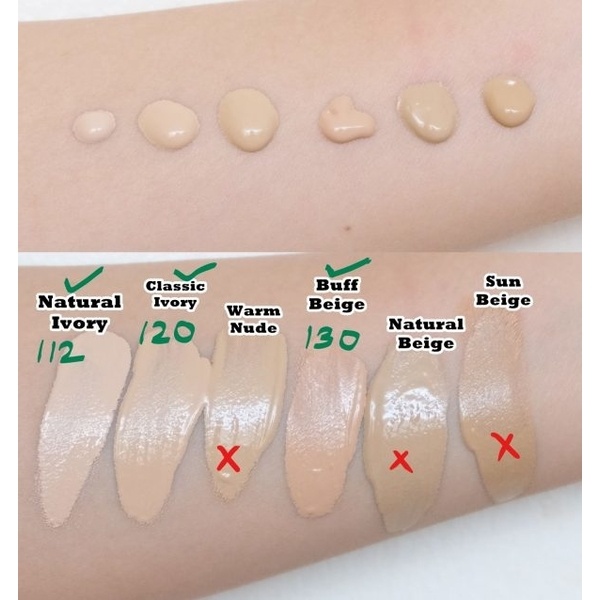 Natural
Ivory
112
Classic
Ivory
120
Warm
Nude
Buff
Beige
130
Natural
Beige
Sun
Beige